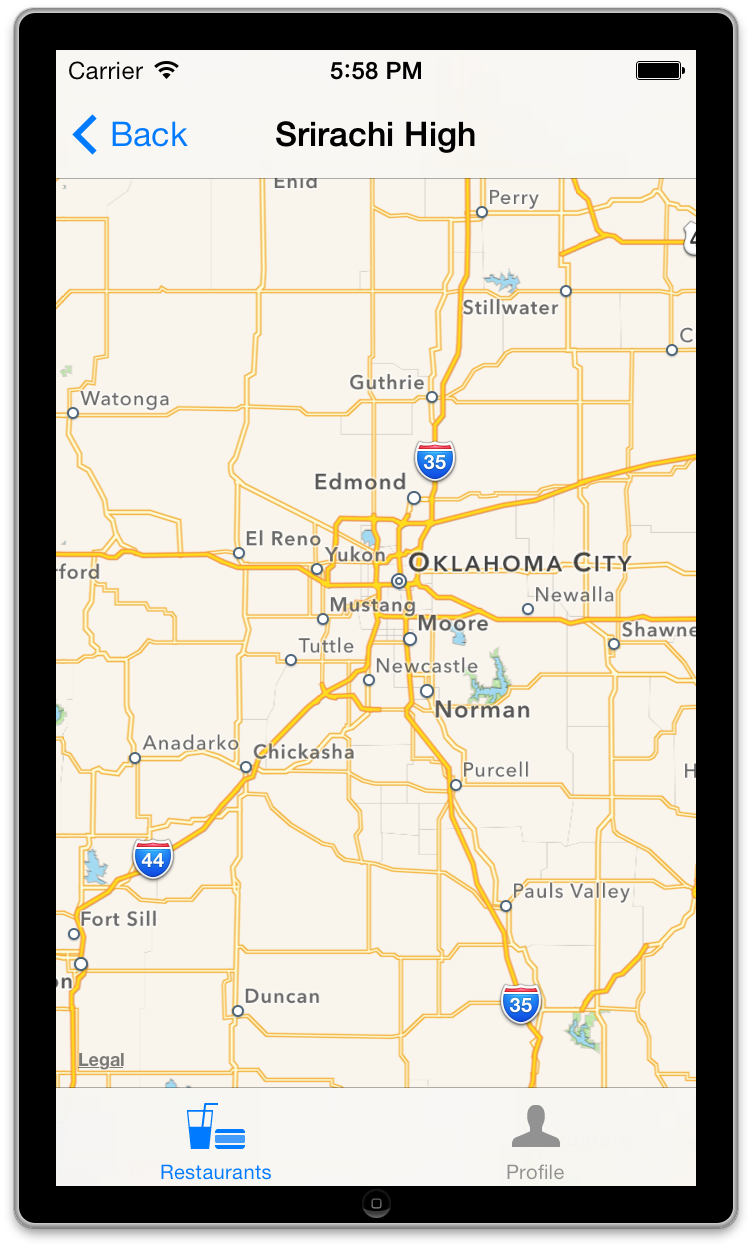 Carrier 5:58 PM
Back Srirachi High
Enid
Perry
4
Stillwater
C
Guthrie
Watonga
35
Edmond
El Reno
Yukon
OKLAHOMA CITY
rford
Newalla
Mustang
Moore
Shawne
Tuttle
Newcastle
Norman
Anadarko
Chickasha
Purcell
H
44
Pauls Valley
Fort Sill
on
Duncan
35
Legal
Restaurants Profile